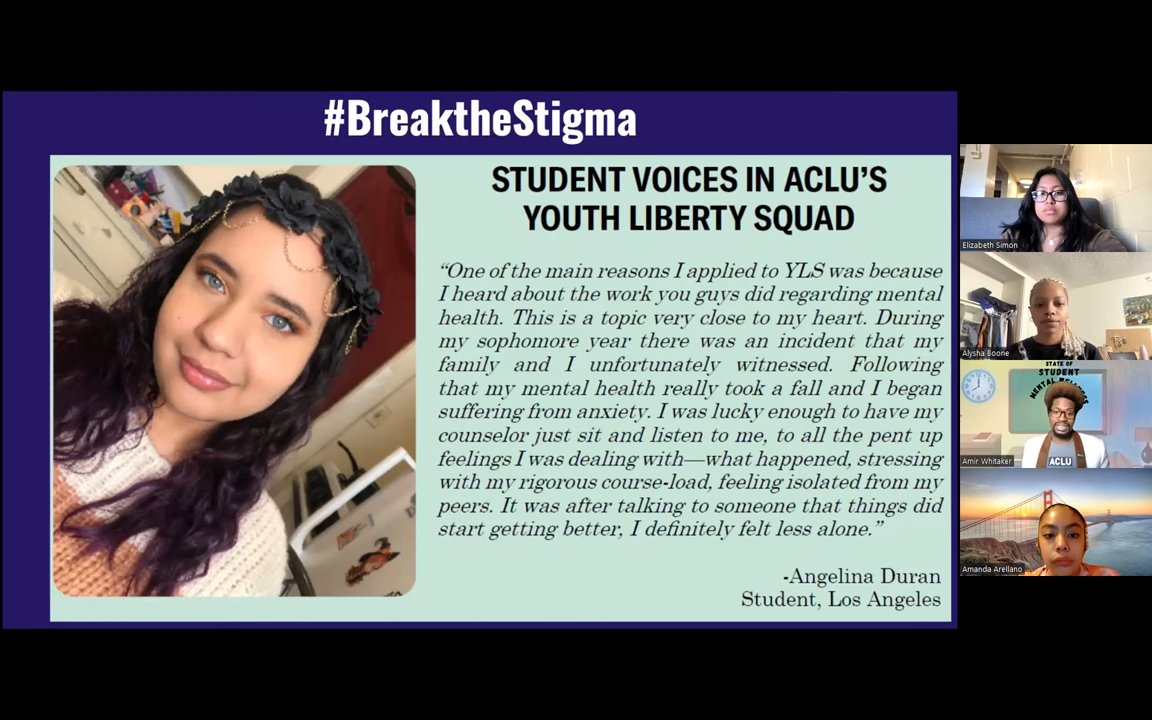 #BreaktheStigma
STUDENT VOICES IN ACLU'S
YOUTH LIBERTY SQUAD
“One of the main reasons I applied to YLS was because
I heard about the work you guys did regarding mental
health. This is a topic very close to my heart. During
my sophomore year there was an incident that my
family and I unfortunately witnessed. Following
that my mental health really took a fall and I began
suffering from anxiety. I was lucky enough to have my
counselor just sit and listen to me, to all the pent up
feelings I was dealing with—what happened, stressing
with my rigorous course-load, feeling isolated from my
peers. It was after talking to someone that things did
start getting better, I definitely felt less alone.”
-Angelina Duran
Student, Los Angeles
Elizabeth Simon
Alysha Boone
STATE OF
STUDENT
MENTAL WELLNESS
ACLU
Amir Whitaker
Amanda Arellano